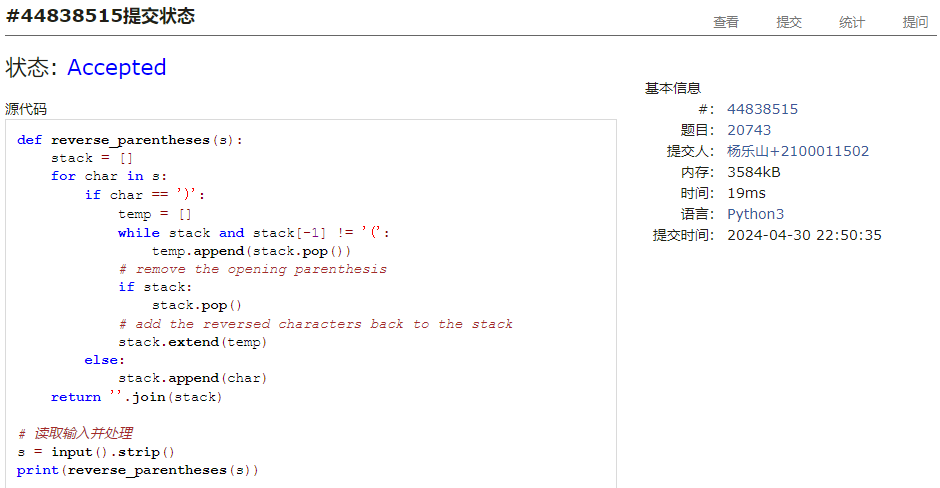 #44838515提交状态
查看 提交 统计 提问
状态: Accepted
源代码
def reverse_parentheses(s):
    stack = []
    for char in s:
        if char == ')':
            temp = []
            while stack and stack[-1] != '(':
                temp.append(stack.pop())
            # remove the opening parenthesis
            if stack:
                stack.pop()
            # add the reversed characters back to the stack
            stack.extend(temp)
        else:
            stack.append(char)
    return ''.join(stack)
# 读取输入并处理
s = input().strip()
print(reverse_parentheses(s))
基本信息
#: 44838515
题目: 20743
提交人: 杨乐山+2100011502
内存: 3584kB
时间: 19ms
语言: Python3
提交时间: 2024-04-30 22:50:35